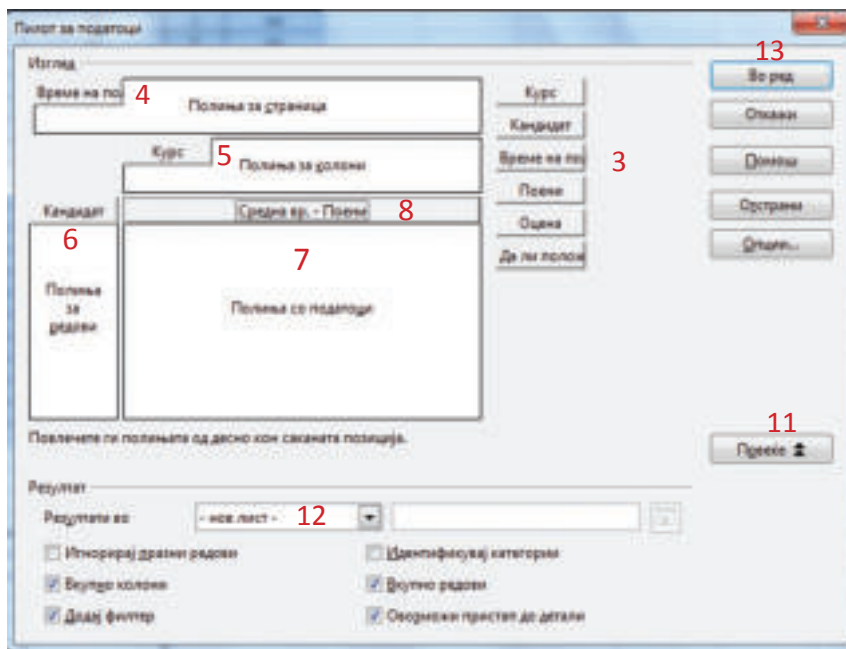 Пилот за податоци
Изглед
Време на по
4
Полиња за страница
Курс
5
Полиња за колони
Кандидат
6
Средна вр. - Поени
8
7
Полиња за редови
Полиња со податоци
Курс
Кандидат
Време на по
3
Поени
Оцена
Да ли полож
13
Во ред
Откажи
Помош
Отстрани
Опции...
Повлечете ги полињата од десно кон саканата позиција.
11
Повеќе
Резултат
Резултати во
- нов лист -
12
Игнорирај празни редови
Идентификувај категории
Вкупно колони
Вкупно редови
Додај филтер
Овозможи пристап до детали